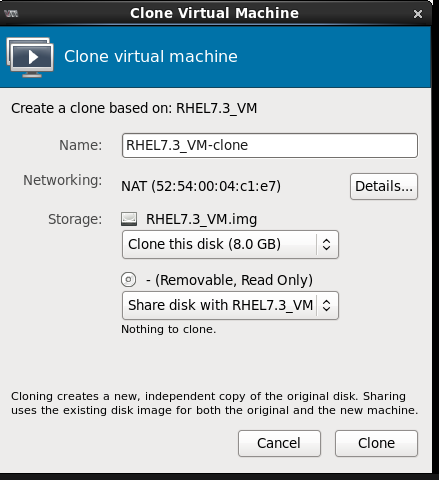 Clone Virtual Machine
Clone virtual machine
Create a clone based on: RHEL7.3_VM
Name: RHEL7.3_VM-clone
Networking: NAT (52:54:00:04:c1:e7) Details...
Storage: RHEL7.3_VM.img
Clone this disk (8.0 GB)
- (Removable, Read Only)
Share disk with RHEL7.3_VM
Nothing to clone.
Cloning creates a new, independent copy of the original disk. Sharing
uses the existing disk image for both the original and the new machine.
Cancel Clone